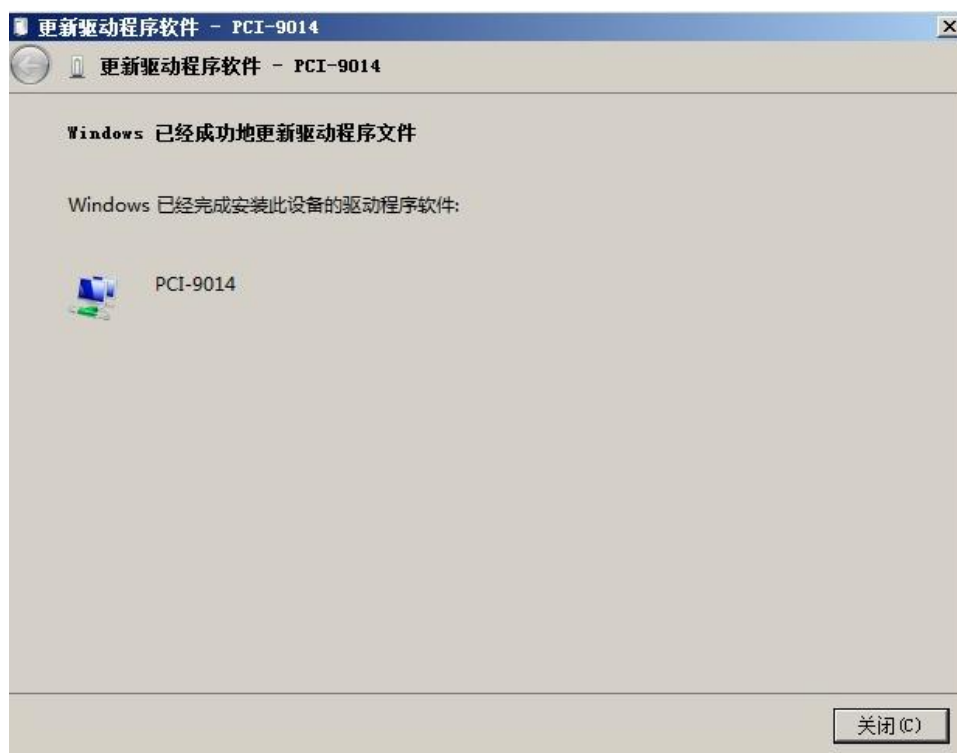 更新驱动程序软件 - PCI-9014
更新驱动程序软件 - PCI-9014
Windows 已经成功地更新驱动程序文件
Windows 已经完成安装此设备的驱动程序软件:
PCI-9014
关闭(C)